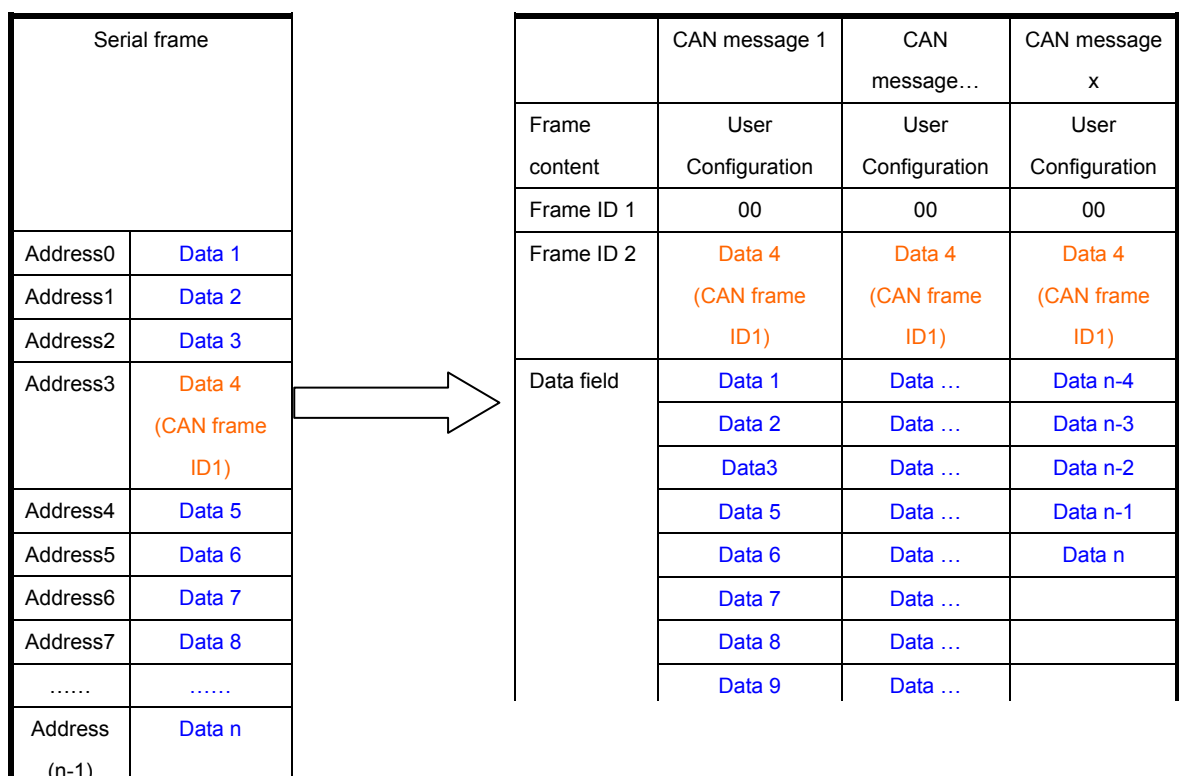 Serial frame
Address0 Data 1
Address1 Data 2
Address2 Data 3
Address3 Data 4
(CAN frame
ID1)
Address4 Data 5
Address5 Data 6
Address6 Data 7
Address7 Data 8
…… ……
Address Data n
(n-1)
CAN message 1 CAN CAN message
message… x
Frame User User User
content Configuration Configuration Configuration
Frame ID 1 00 00 00
Frame ID 2 Data 4 Data 4 Data 4
(CAN frame (CAN frame (CAN frame
ID1) ID1) ID1)
Data field Data 1 Data … Data n-4
Data 2 Data … Data n-3
Data3 Data … Data n-2
Data 5 Data … Data n-1
Data 6 Data … Data n
Data 7 Data …
Data 8 Data …
Data 9 Data …